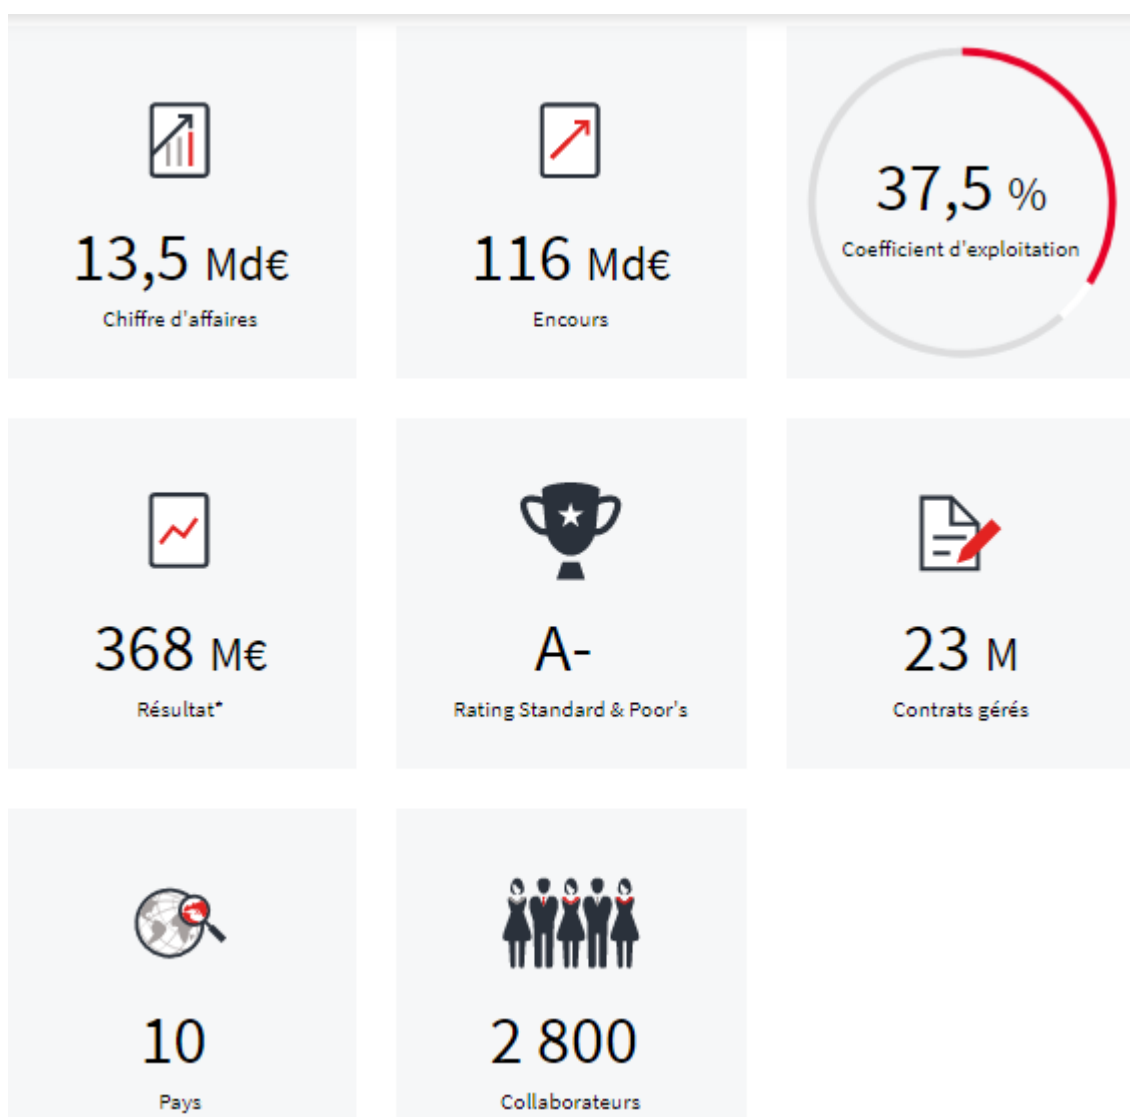 13,5 Md€
Chiffre d'affaires
116 Md€
Encours
37,5 %
Coefficient d'exploitation
368 M€
Résultat*
A-
Rating Standard & Poor's
23 M
Contrats gérés
10
Pays
2 800
Collaborateurs